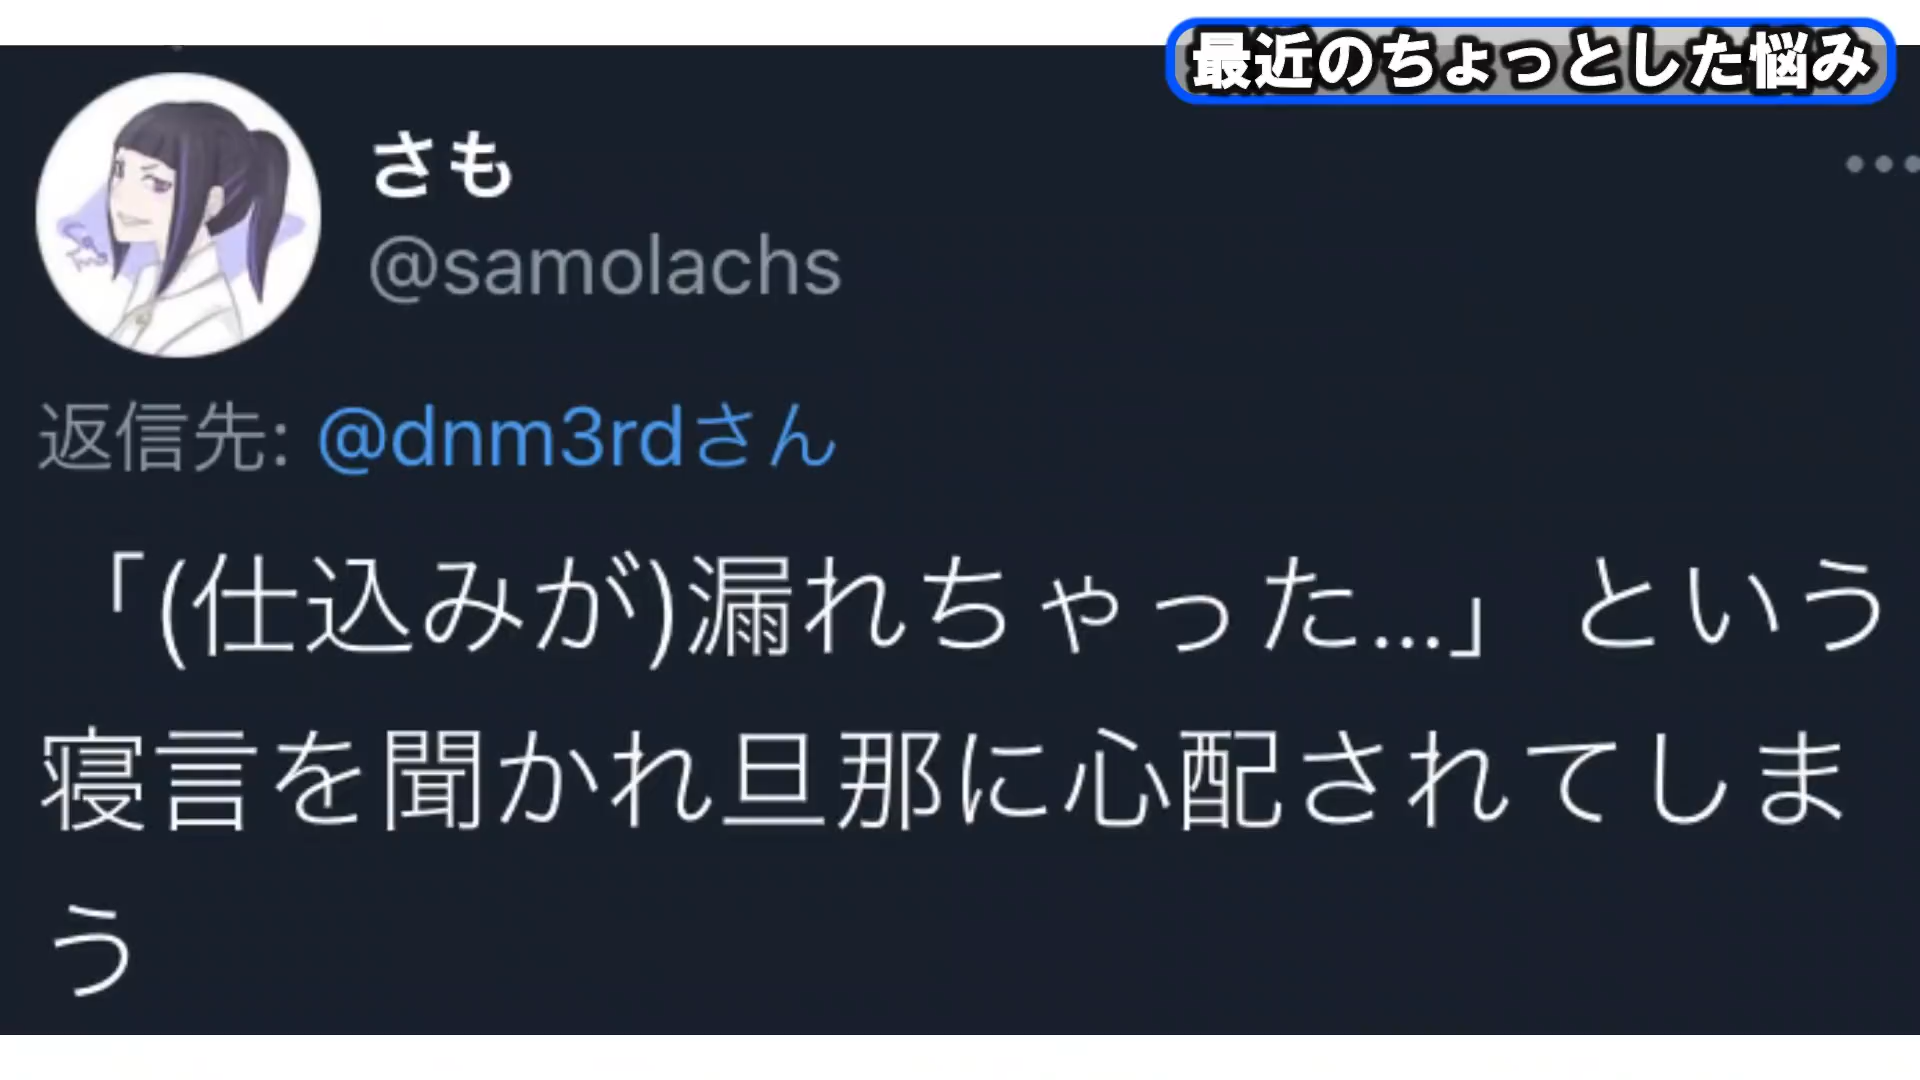 最近のちょっとした悩み
さも
@samolachs
返信先: @dnm3rdさん
「(仕込みが)漏れちゃった...」という
寝言を聞かれ旦那に心配されてしま
う